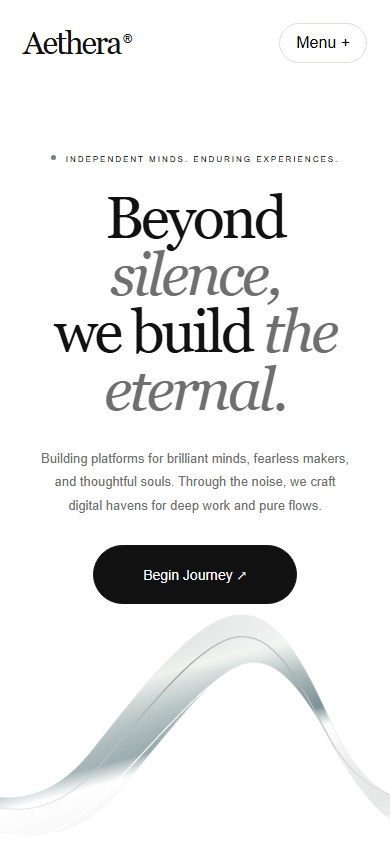 Aethera®
Menu +
INDEPENDENT MINDS. ENDURING EXPERIENCES.
Beyond
silence,
we build the
eternal.
Building platforms for brilliant minds, fearless makers,
and thoughtful souls. Through the noise, we craft
digital havens for deep work and pure flows.
Begin Journey ↗